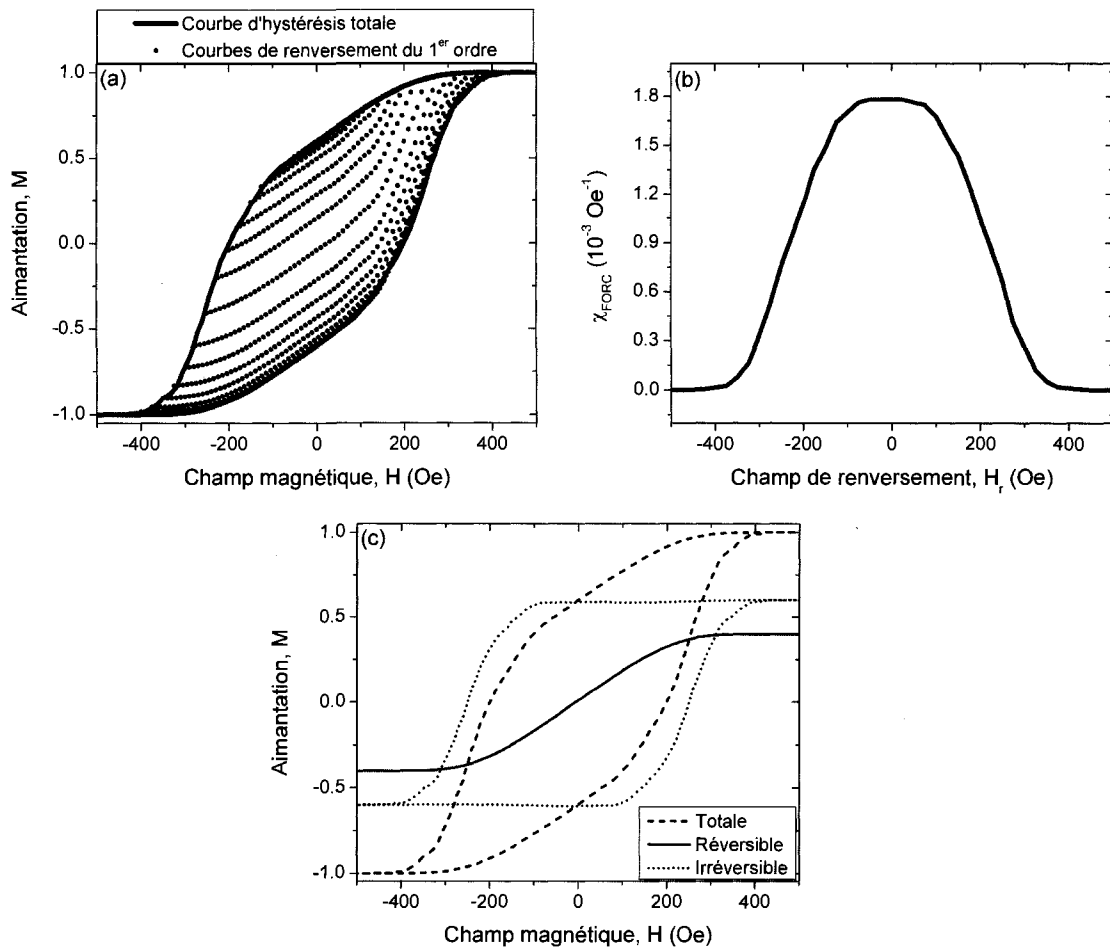 Courbe d'hystérésis totale
Courbes de renversement du 1er ordre
(a)
1.0
0.5
0.0
-0.5
-1.0
Aimantation, M
-400 -200 0 200 400
Champ magnétique, H (Oe)
(b)
1.8
1.5
1.2
0.9
0.6
0.3
0.0
χFORC (10-3 Oe-1)
-400 -200 0 200 400
Champ de renversement, Hr (Oe)
(c)
1.0
0.5
0.0
-0.5
-1.0
Aimantation, M
Totale
Réversible
Irréversible
-400 -200 0 200 400
Champ magnétique, H (Oe)